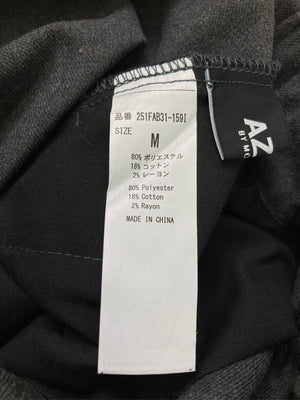 品番 251FAB31-159I
SIZE
M
80% ポリエステル
18% コットン
2% レーヨン
80% Polyester
18% Cotton
2% Rayon
MADE IN CHINA
AZ
BY MO